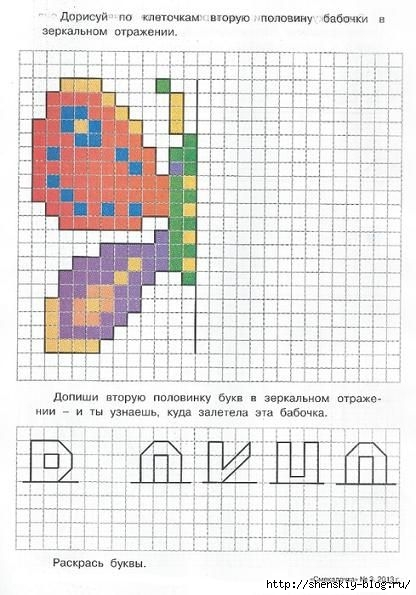 Дорисуй по клеточкам вторую половину бабочки в
зеркальном отражении.
Допиши вторую половинку букв в зеркальном отраже-
нии – и ты узнаешь, куда залетела эта бабочка.
Раскрась буквы.
2013 г.
http://shenskiy-blog.ru/